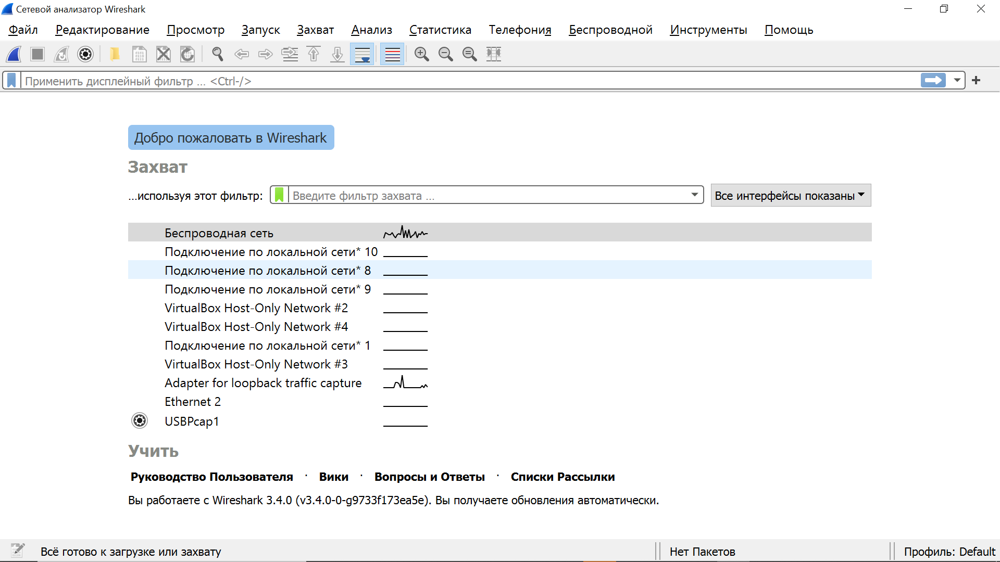 Сетевой анализатор Wireshark
Файл Редактирование Просмотр Запуск Захват Анализ Статистика Телефония Беспроводной Инструменты Помощь
Применить дисплейный фильтр ... <Ctrl-/>
Добро пожаловать в Wireshark
Захват
...используя этот фильтр: Введите фильтр захвата ... Все интерфейсы показаны
Беспроводная сеть
Подключение по локальной сети* 10
Подключение по локальной сети* 8
Подключение по локальной сети* 9
VirtualBox Host-Only Network #2
VirtualBox Host-Only Network #4
Подключение по локальной сети* 1
VirtualBox Host-Only Network #3
Adapter for loopback traffic capture
Ethernet 2
USBPcap1
Учить
Руководство Пользователя · Вики · Вопросы и Ответы · Списки Рассылки
Вы работаете с Wireshark 3.4.0 (v3.4.0-0-g9733f173ea5e). Вы получаете обновления автоматически.
Всё готово к загрузке или захвату Нет Пакетов Профиль: Default